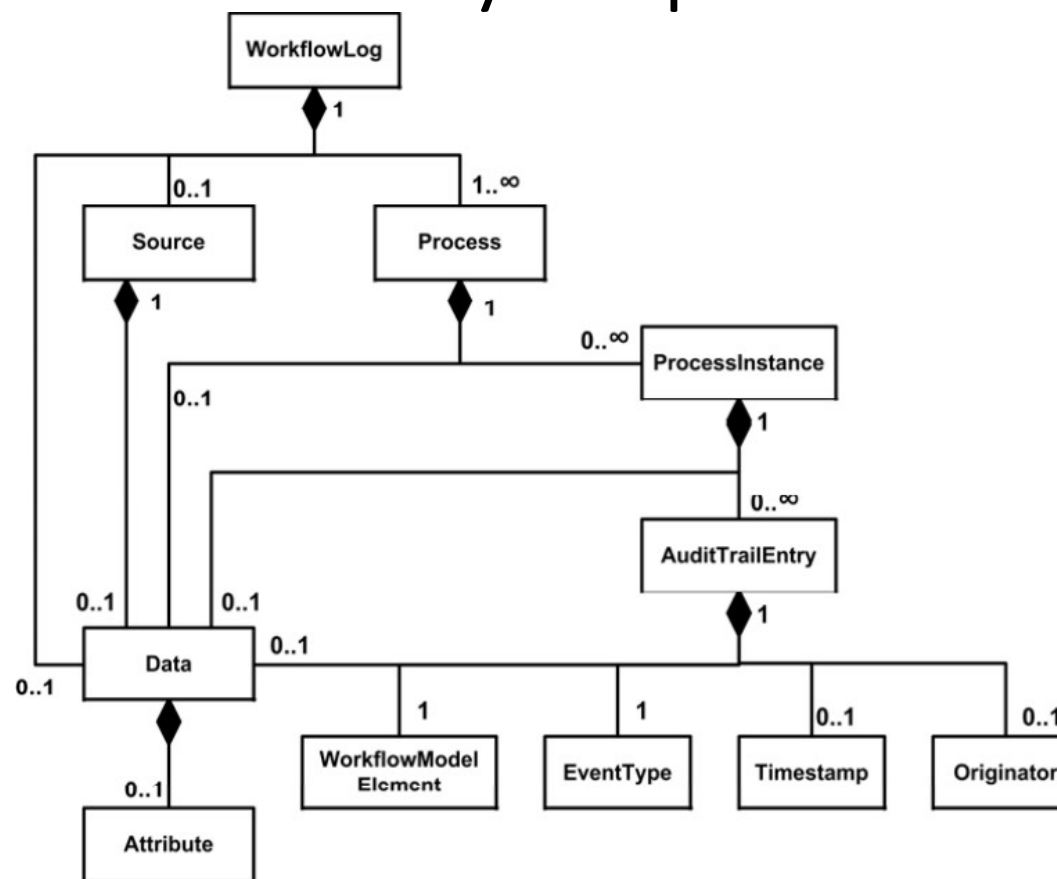 WorkflowLog
1
0..1
1..∞
Source
Process
1
1
0..∞
ProcessInstance
0..1
1
0..∞
AuditTrailEntry
0..1
0..1
1
0..1
Data
0..1
1
1
0..1
0..1
WorkflowModel
Element
EventType
Timestamp
Originator
0..1
Attribute